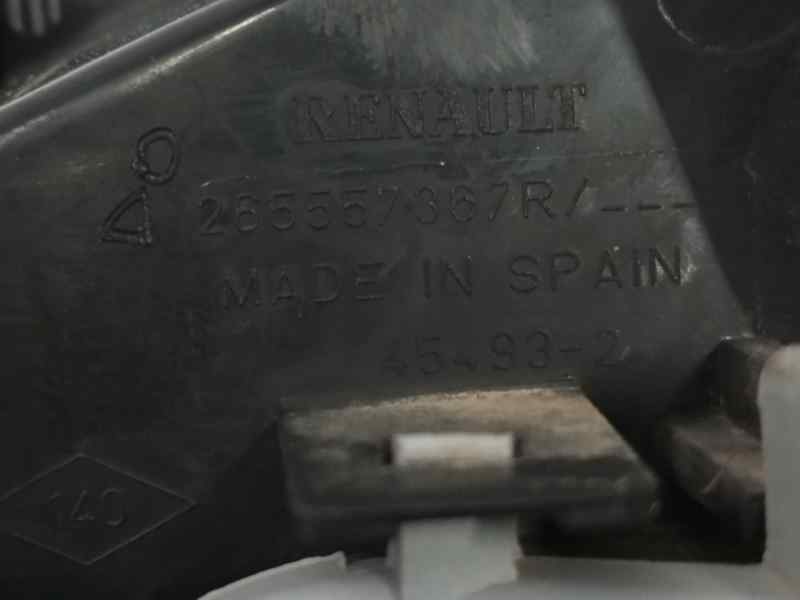 RENAULT
265557367R/---
MADE IN SPAIN
45493-2
140